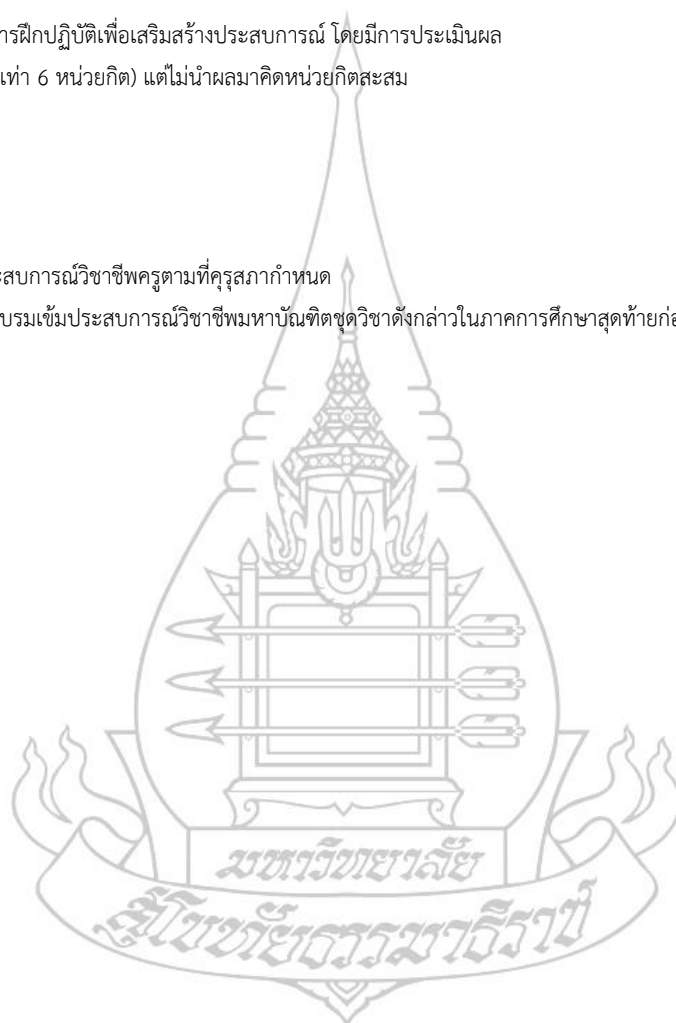 ารฝึกปฏิบัติเพื่อเสริมสร้างประสบการณ์ โดยมีการประเมินผล
เท่า 6 หน่วยกิต) แต่ไม่นำผลมาคิดหน่วยกิตสะสม
ะสบการณ์วิชาชีพครูตามที่คุรุสภากำหนด
บรมเข้มประสบการณ์วิชาชีพมหาบัณฑิตชุดวิชาดังกล่าวในภาคการศึกษาสุดท้ายก่อ
มหาวิทยาลัย
สุโขทัยธรรมาธิราช